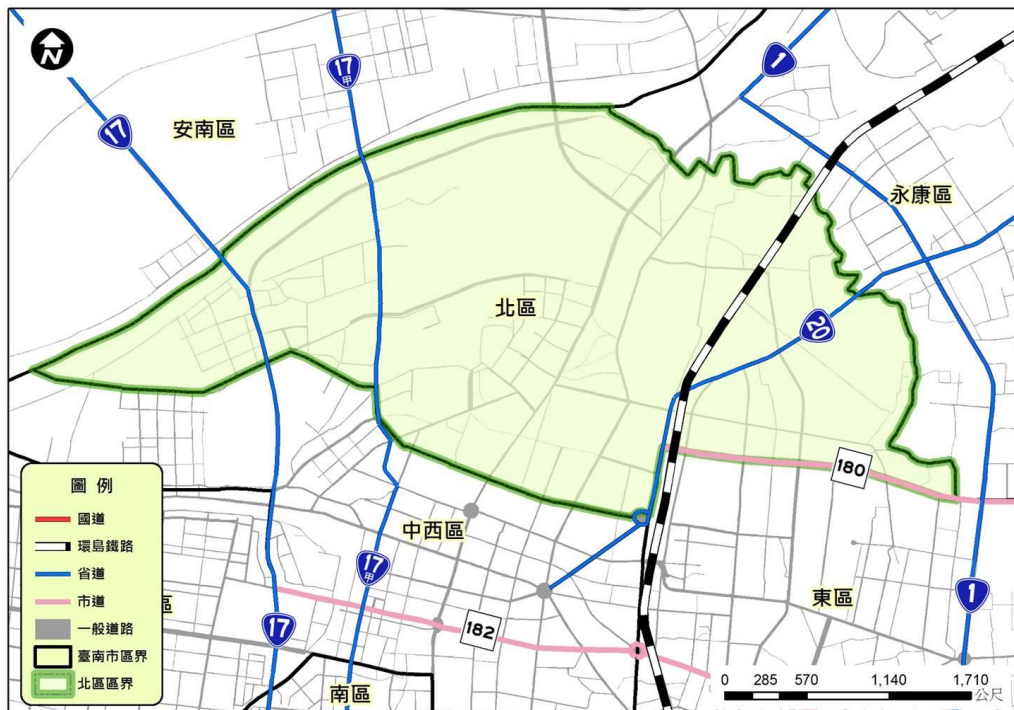 N
17
17甲
1
安南區
永康區
北區
20
180
中西區
17甲
東區
1
區
182
17
南區
圖 例
國道
環島鐵路
省道
市道
一般道路
臺南市區界
北區區界
0 285 570 1,140 1,710
公尺